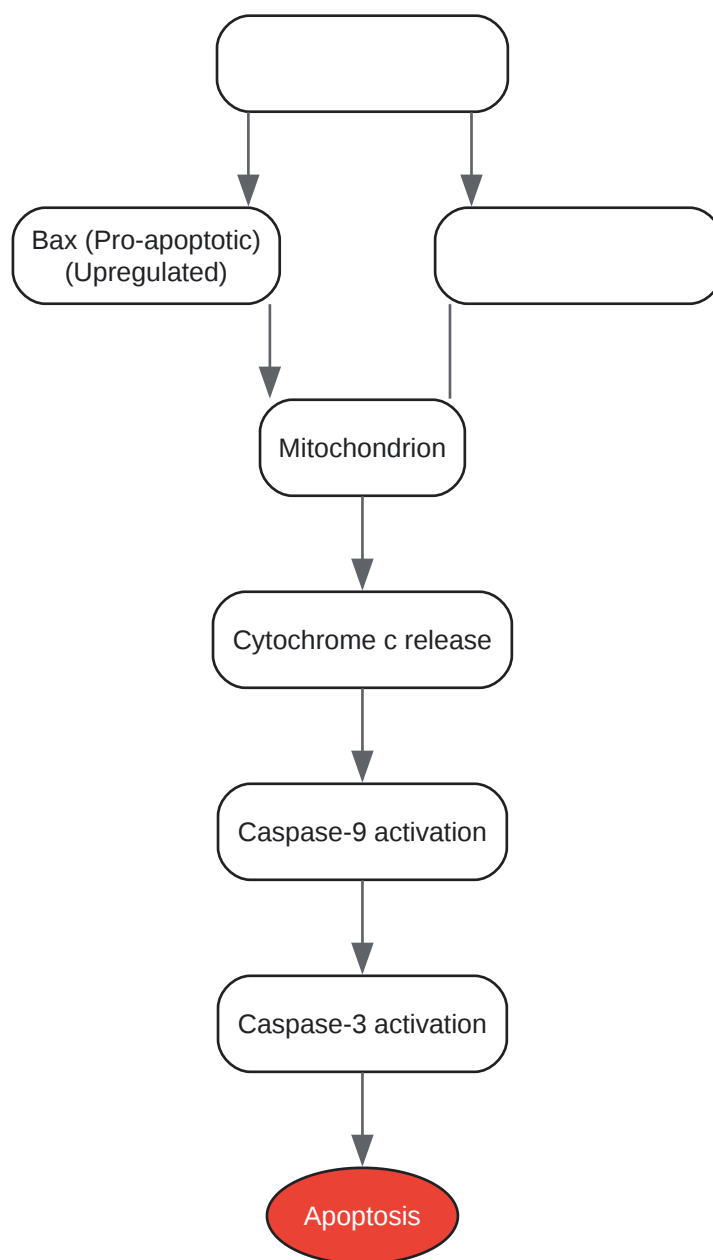 Bax (Pro-apoptotic)
(Upregulated)
Mitochondrion
Cytochrome c release
Caspase-9 activation
Caspase-3 activation
Apoptosis